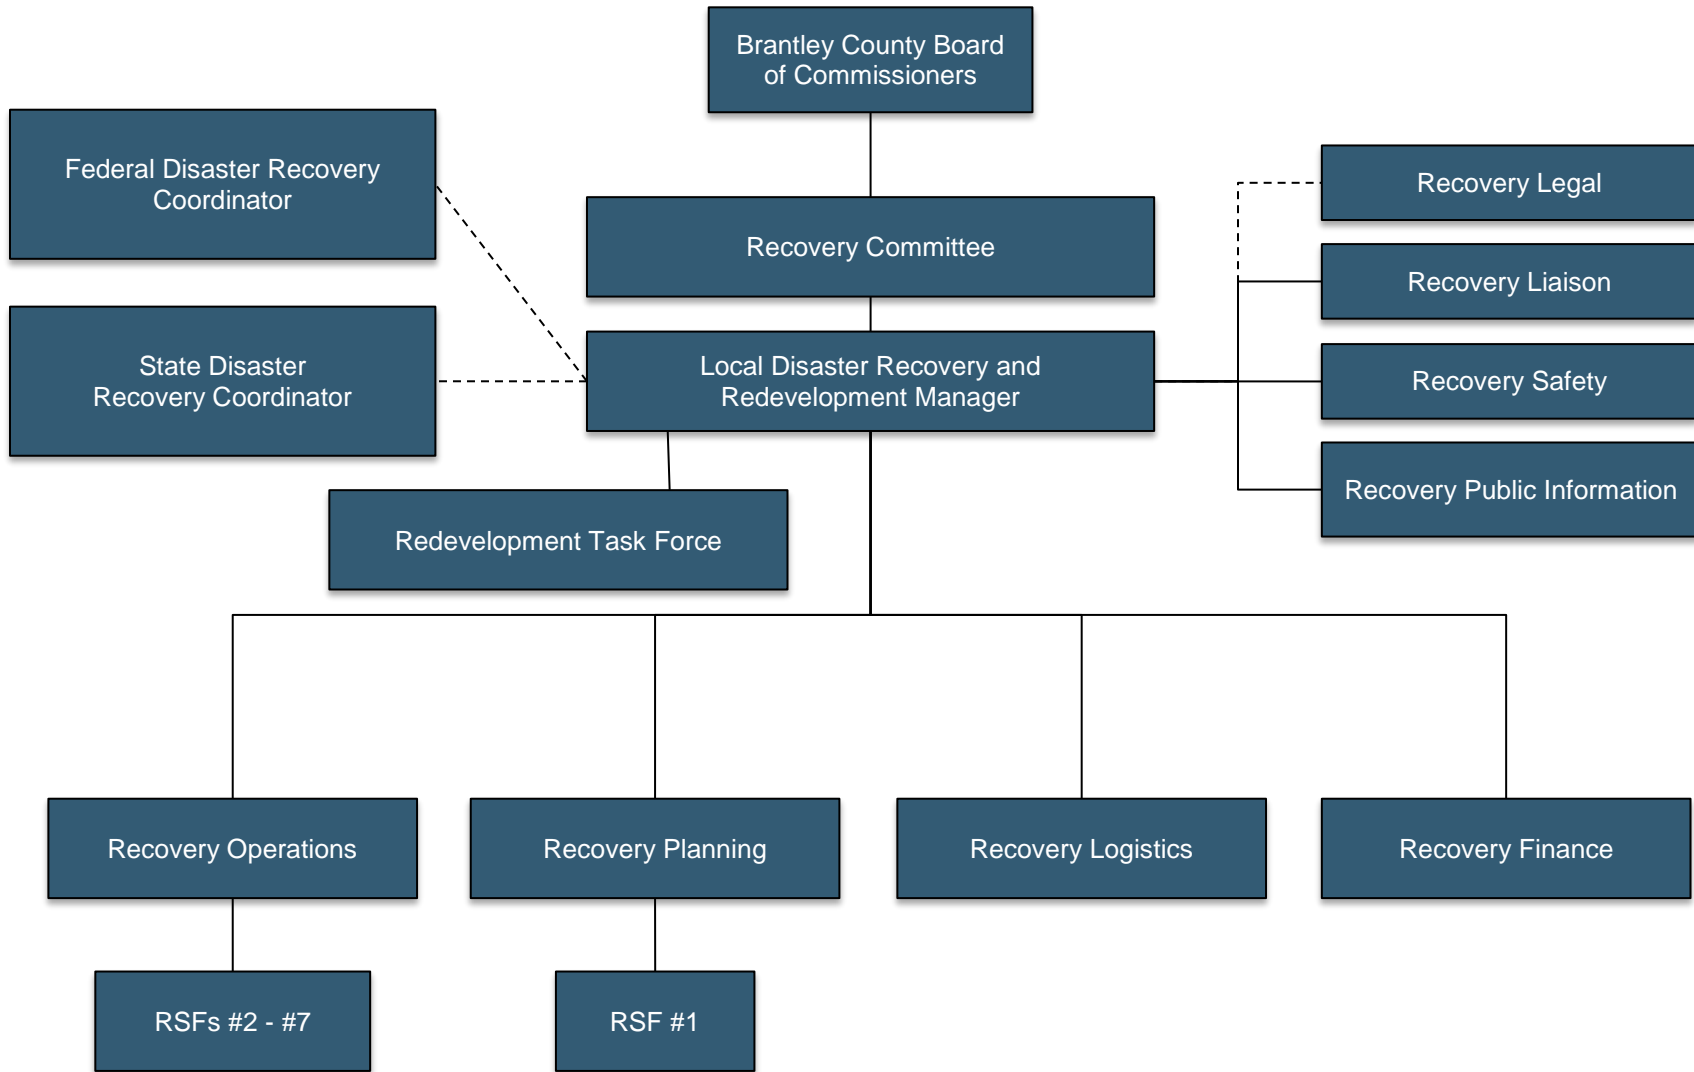 Brantley County Board
of Commissioners
Federal Disaster Recovery
Coordinator
Recovery Legal
Recovery Committee
Recovery Liaison
State Disaster
Recovery Coordinator
Local Disaster Recovery and
Redevelopment Manager
Recovery Safety
Recovery Public Information
Redevelopment Task Force
Recovery Operations
Recovery Planning
Recovery Logistics
Recovery Finance
RSFs #2 - #7
RSF #1